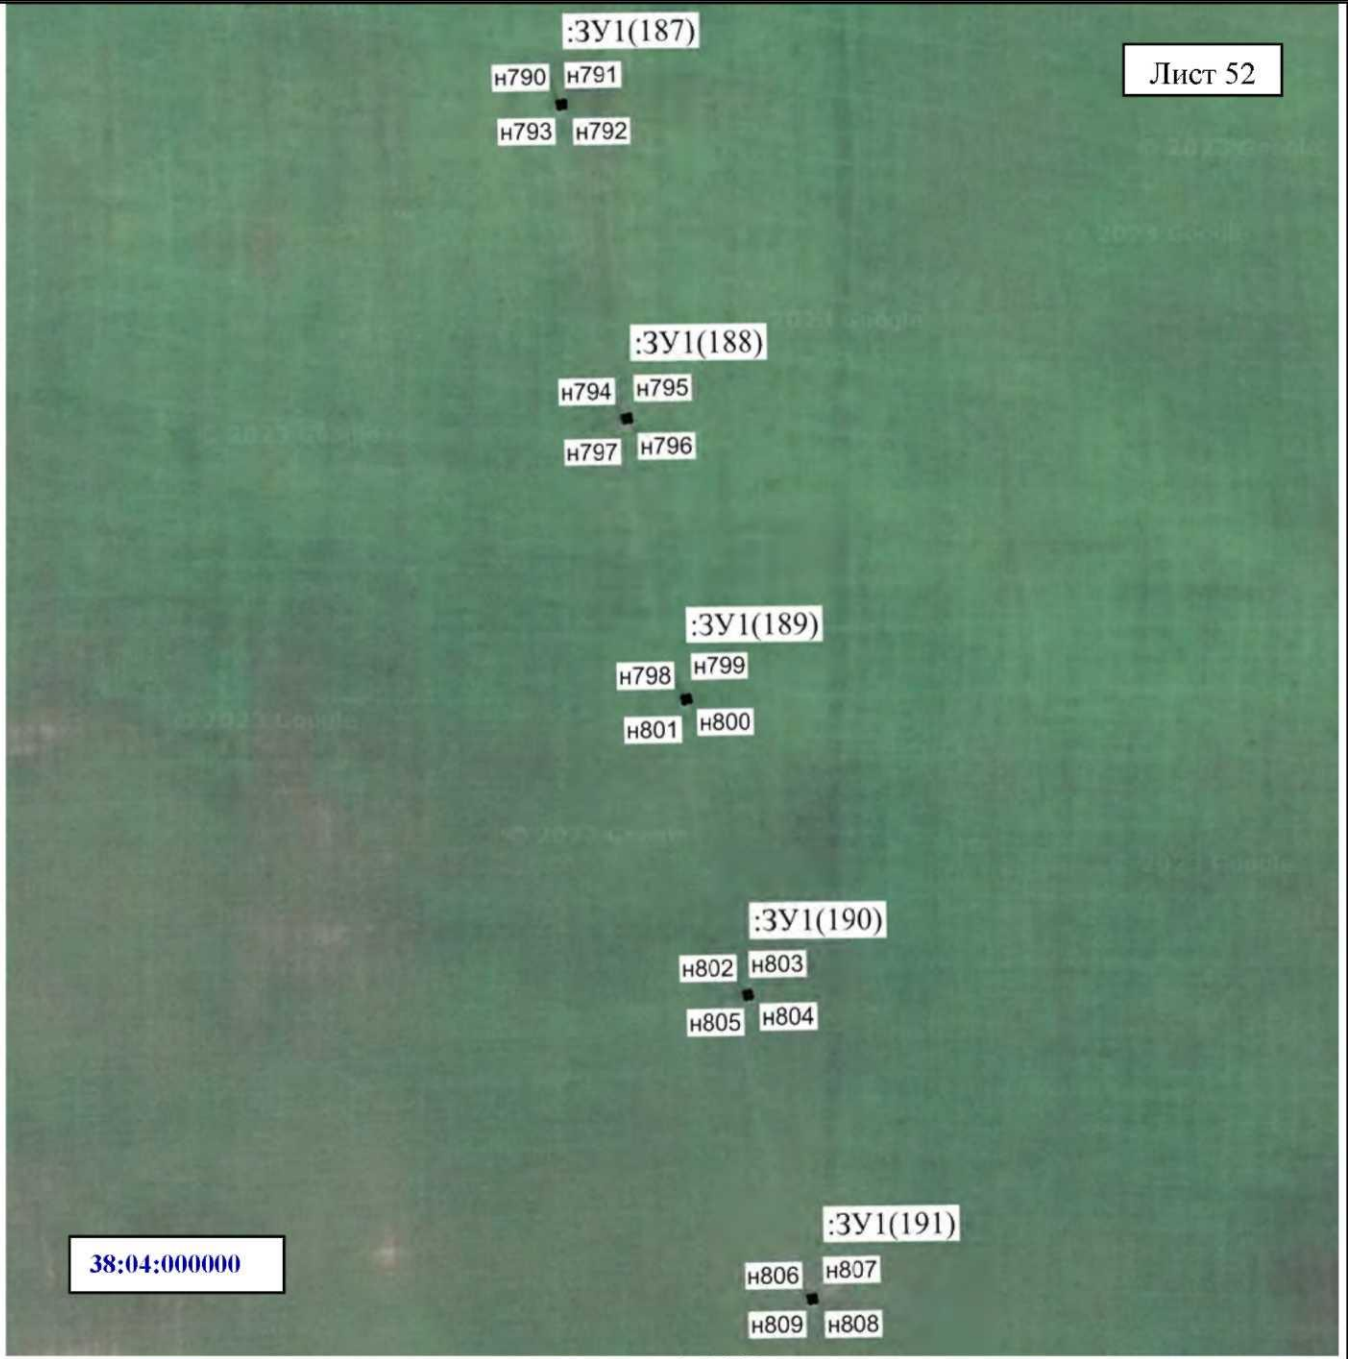 :ЗУ1(187)
Лист 52
н790 н791
н793 н792
:ЗУ1(188)
н794 н795
н797 н796
:ЗУ1(189)
н798 н799
н801 н800
:ЗУ1(190)
н802 н803
н805 н804
:ЗУ1(191)
38:04:000000
н806 н807
н809 н808